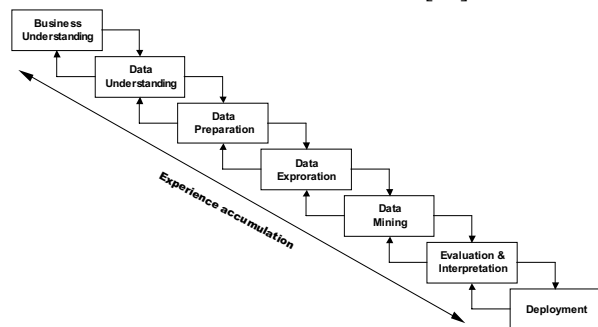 Business
Understanding
Data
Understanding
Data
Preparation
Data
Exproration
Data
Mining
Evaluation &
Interpretation
Deployment
Experience accumulation